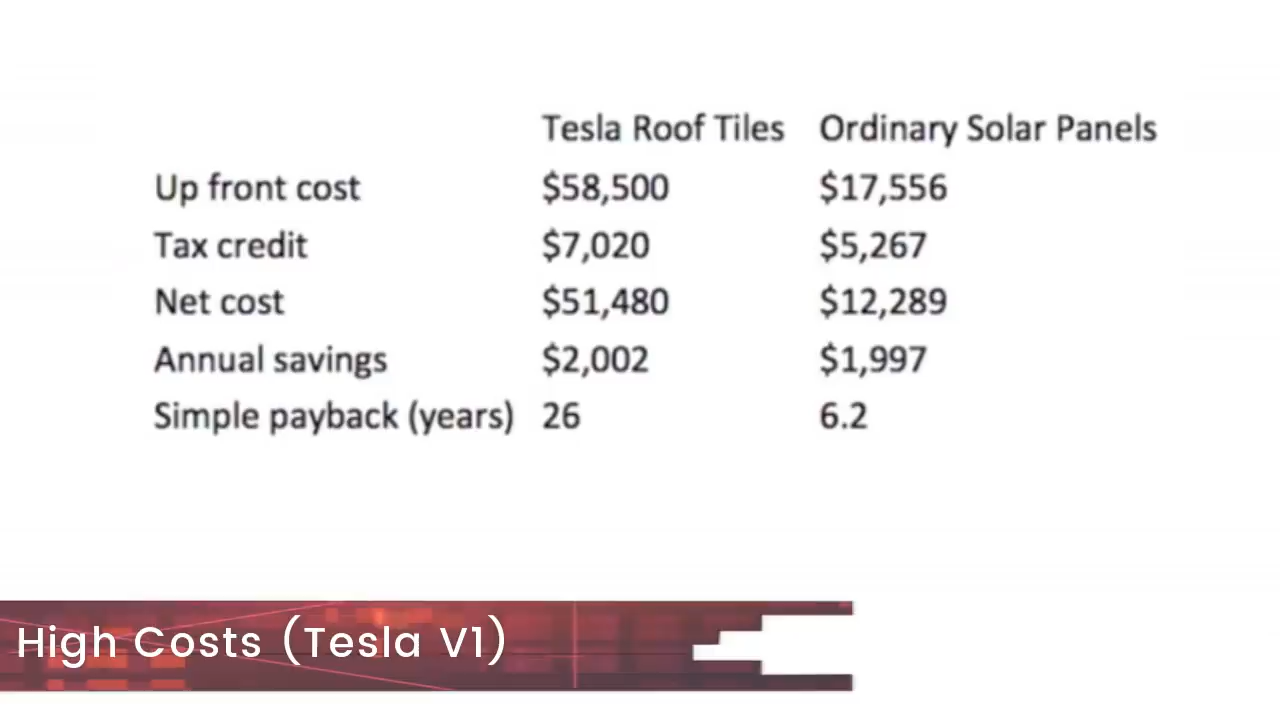 Tesla Roof Tiles Ordinary Solar Panels
Up front cost $58,500 $17,556
Tax credit $7,020 $5,267
Net cost $51,480 $12,289
Annual savings $2,002 $1,997
Simple payback (years) 26 6.2
High Costs (Tesla V1)